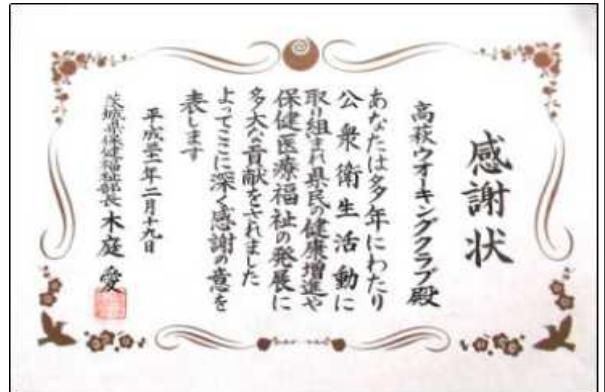 感謝状
高萩ウオーキングクラブ殿
あなたは多年にわたり
公衆衛生活動に
取り組まれ県民の健康増進や
保健医療福祉の発展に
多大な貢献をされました
よってここに深く感謝の意を
表します
平成三十一年二月十九日
茨城県保健福祉部長 木庭 愛